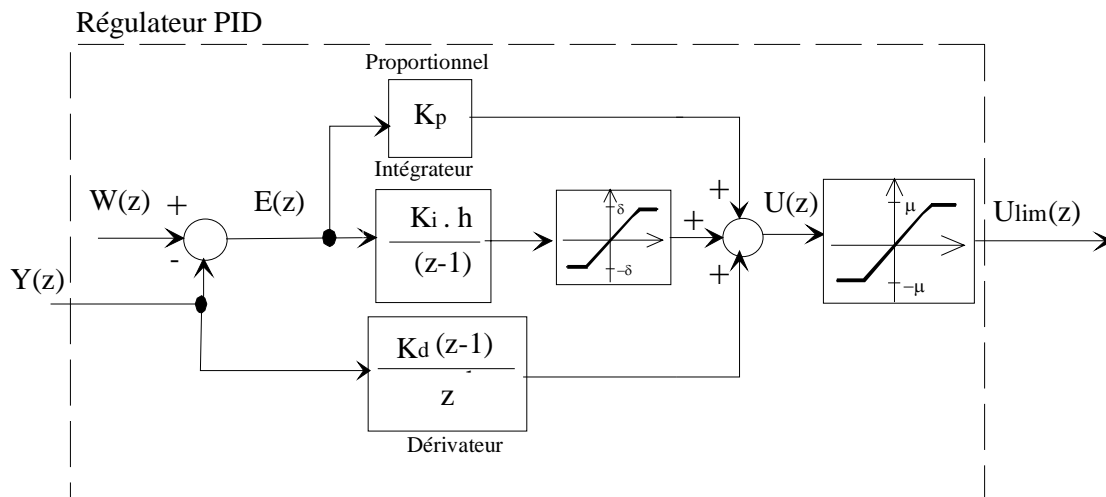 Régulateur PID
Proportionnel
Kp
Intégrateur
W(z)
+
-
E(z)
Ki . h
(z-1)
δ
−δ
+
+
+
U(z)
μ
−μ
Ulim(z)
Y(z)
Kd (z-1)
z
Dérivateur